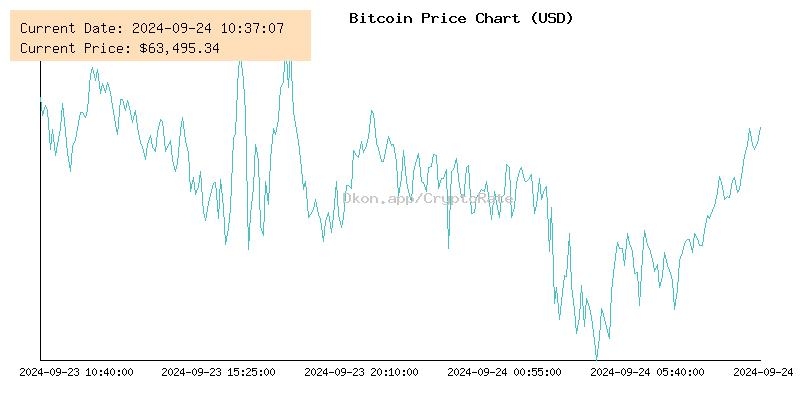 Bitcoin Price Chart (USD)
Current Date: 2024-09-24 10:37:07
Current Price: $63,495.34
Dkon.app/CryptoRate
2024-09-23 10:40:00 2024-09-23 15:25:00 2024-09-23 20:10:00 2024-09-24 00:55:00 2024-09-24 05:40:00 2024-09-24